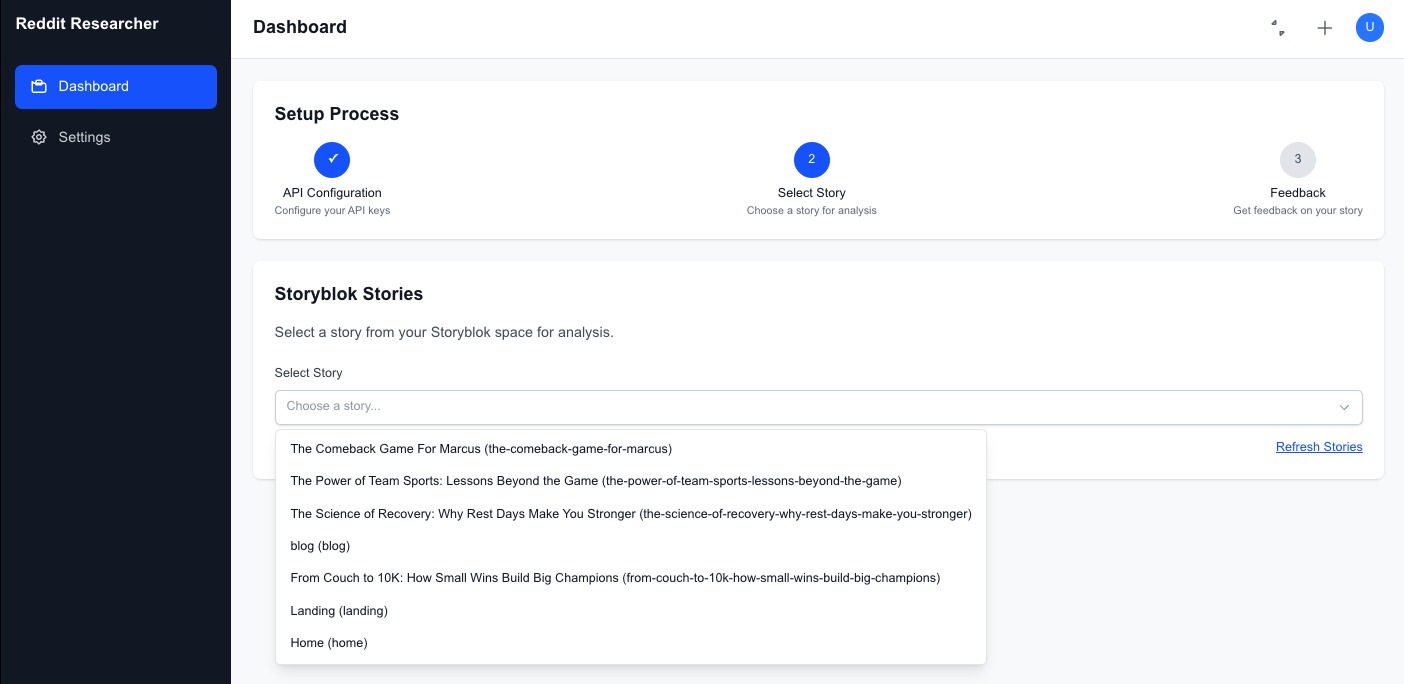 Reddit Researcher
Dashboard
Settings
Dashboard
U
Setup Process
✓
2
3
API Configuration
Select Story
Feedback
Configure your API keys
Choose a story for analysis
Get feedback on your story
Storyblok Stories
Select a story from your Storyblok space for analysis.
Select Story
Choose a story...
Refresh Stories
The Comeback Game For Marcus (the-comeback-game-for-marcus)
The Power of Team Sports: Lessons Beyond the Game (the-power-of-team-sports-lessons-beyond-the-game)
The Science of Recovery: Why Rest Days Make You Stronger (the-science-of-recovery-why-rest-days-make-you-stronger)
blog (blog)
From Couch to 10K: How Small Wins Build Big Champions (from-couch-to-10k-how-small-wins-build-big-champions)
Landing (landing)
Home (home)